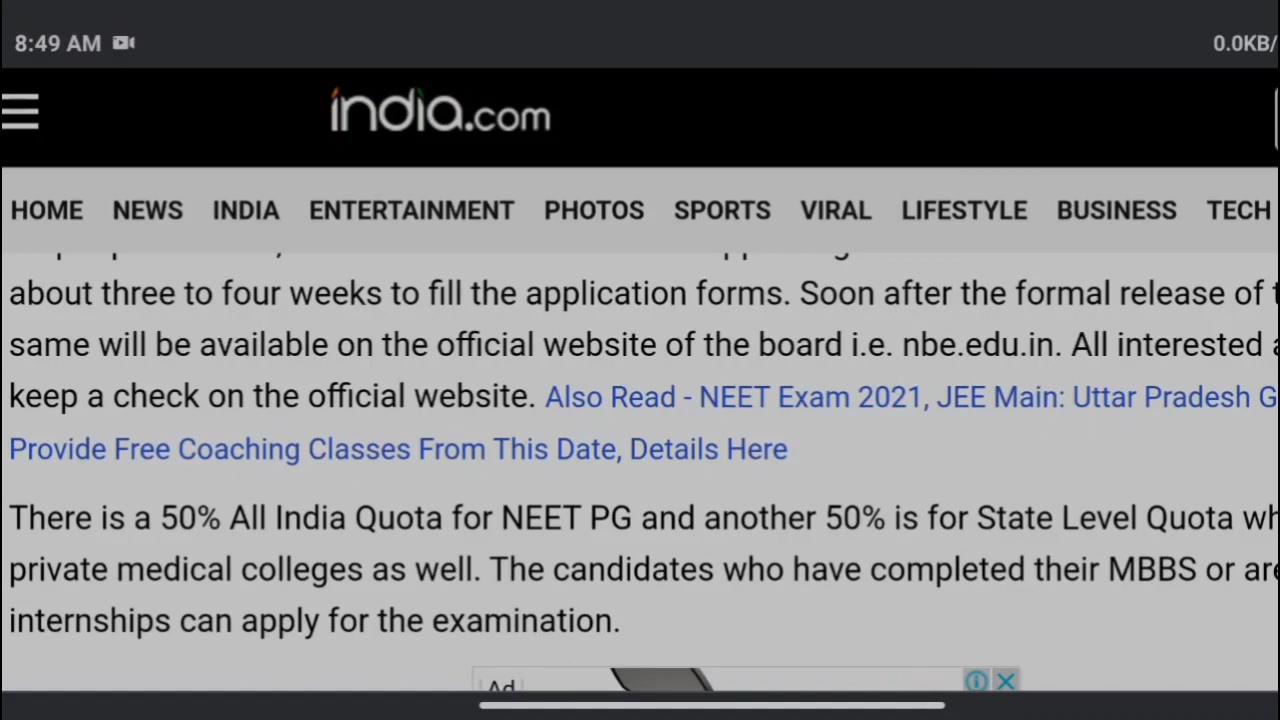 8:49 AM
0.0KB/
india.com
HOME NEWS INDIA ENTERTAINMENT PHOTOS SPORTS VIRAL LIFESTYLE BUSINESS TECH
about three to four weeks to fill the application forms. Soon after the formal release of
same will be available on the official website of the board i.e. nbe.edu.in. All interested
keep a check on the official website. Also Read - NEET Exam 2021, JEE Main: Uttar Pradesh G
Provide Free Coaching Classes From This Date, Details Here
There is a 50% All India Quota for NEET PG and another 50% is for State Level Quota wh
private medical colleges as well. The candidates who have completed their MBBS or are
internships can apply for the examination.
Ad